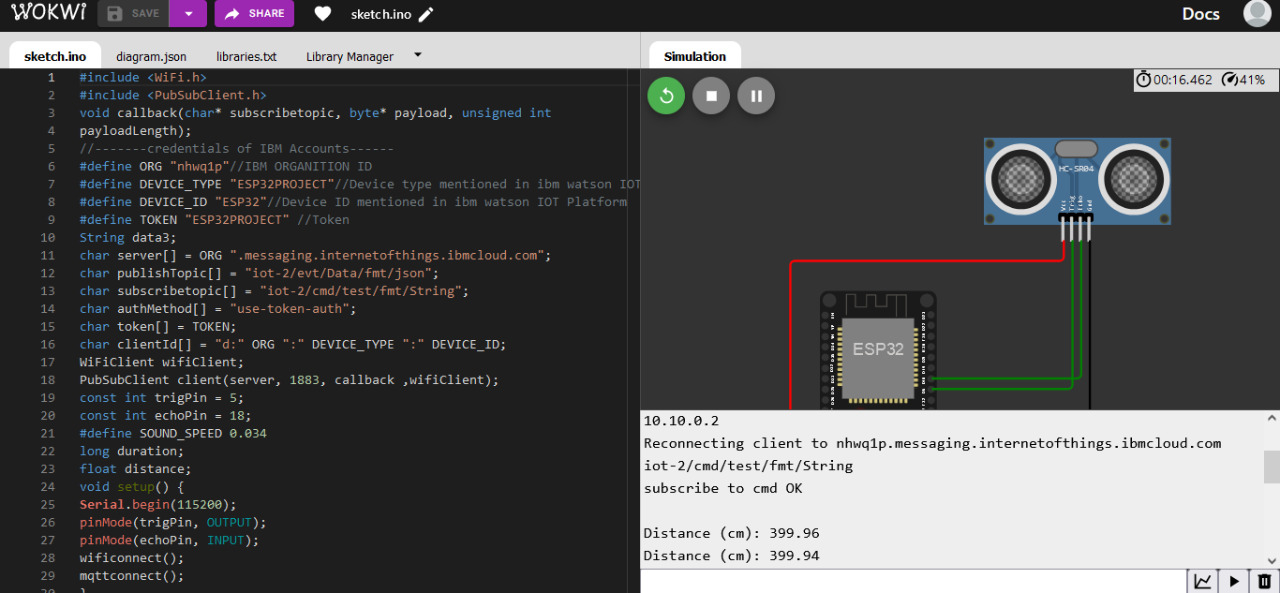 WOKWi
SAVE
SHARE
sketch.ino
Docs
sketch.ino
diagram.json
libraries.txt
Library Manager
Simulation
1 #include <WiFi.h>
2 #include <PubSubClient.h>
3 void callback(char* subscribetopic, byte* payload, unsigned int
4 payloadLength);
5 //-------credentials of IBM Accounts------
6 #define ORG "nhwq1p"//IBM ORGANITION ID
7 #define DEVICE_TYPE "ESP32PROJECT"//Device type mentioned in ibm watson IOT
8 #define DEVICE_ID "ESP32"//Device ID mentioned in ibm watson IOT Platform
9 #define TOKEN "ESP32PROJECT" //Token
10 String data3;
11 char server[] = ORG ".messaging.internetofthings.ibmcloud.com";
12 char publishTopic[] = "iot-2/evt/Data/fmt/json";
13 char subscribetopic[] = "iot-2/cmd/test/fmt/String";
14 char authMethod[] = "use-token-auth";
15 char token[] = TOKEN;
16 char clientId[] = "d:" ORG ":" DEVICE_TYPE ":" DEVICE_ID;
17 WiFiClient wifiClient;
18 PubSubClient client(server, 1883, callback ,wifiClient);
19 const int trigPin = 5;
20 const int echoPin = 18;
21 #define SOUND_SPEED 0.034
22 long duration;
23 float distance;
24 void setup() {
25 Serial.begin(115200);
26 pinMode(trigPin, OUTPUT);
27 pinMode(echoPin, INPUT);
28 wificonnect();
29 mqttconnect();
30 }
00:16.462 41%
HC-SR04
Vcc
Trig
Echo
Gnd
ESP32
10.10.0.2
Reconnecting client to nhwq1p.messaging.internetofthings.ibmcloud.com
iot-2/cmd/test/fmt/String
subscribe to cmd OK
Distance (cm): 399.96
Distance (cm): 399.94